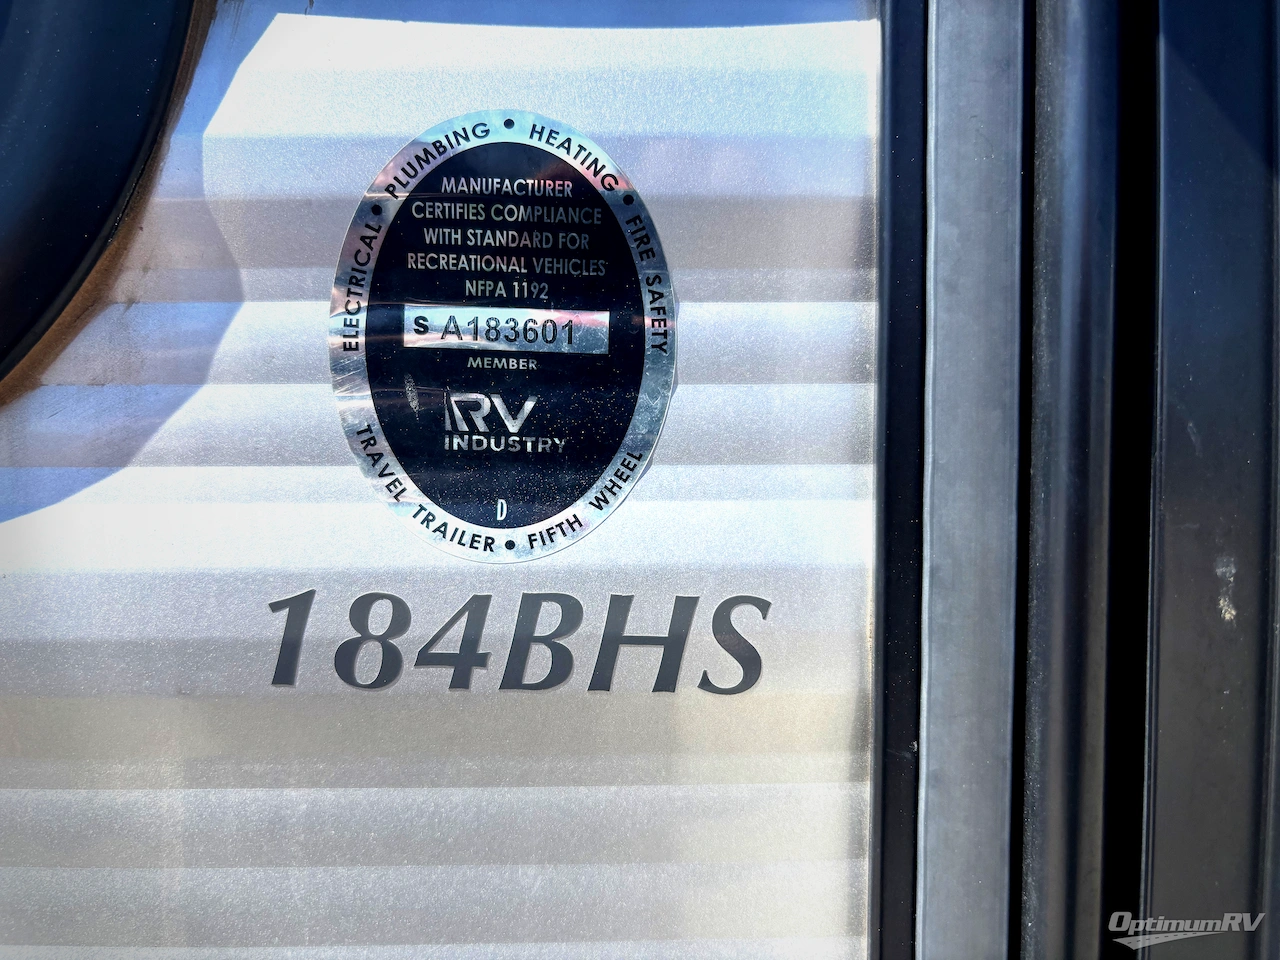 ELECTRICAL • PLUMBING • HEATING • FIRE SAFETY
MANUFACTURER
CERTIFIES COMPLIANCE
WITH STANDARD FOR
RECREATIONAL VEHICLES
NFPA 1192
S A183601
MEMBER
RV
INDUSTRY
D
TRAVEL TRAILER • FIFTH WHEEL
184BHS
OptimumRV